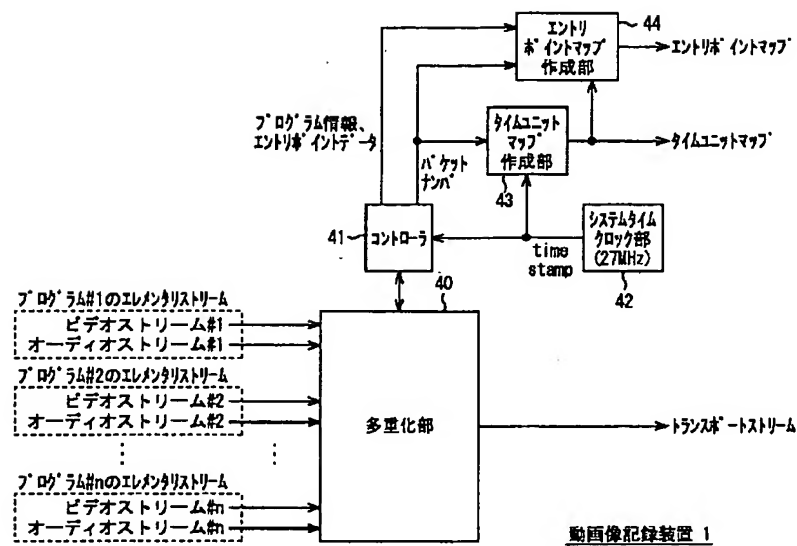 エントリ
ポイントマップ
作成部
44
エントリポイントマップ
プログラム情報、
エントリポイントデータ
パケット
ナンバ
タイムユニット
マップ
作成部
43
タイムユニットマップ
41
コントローラ
time
stamp
システムタイム
クロック部
(27MHz)
42
40
プログラム#1のエレメンタリストリーム
ビデオストリーム#1
オーディオストリーム#1
プログラム#2のエレメンタリストリーム
ビデオストリーム#2
オーディオストリーム#2
多重化部
トランスポートストリーム
プログラム#nのエレメンタリストリーム
ビデオストリーム#n
オーディオストリーム#n
動画像記録装置 1